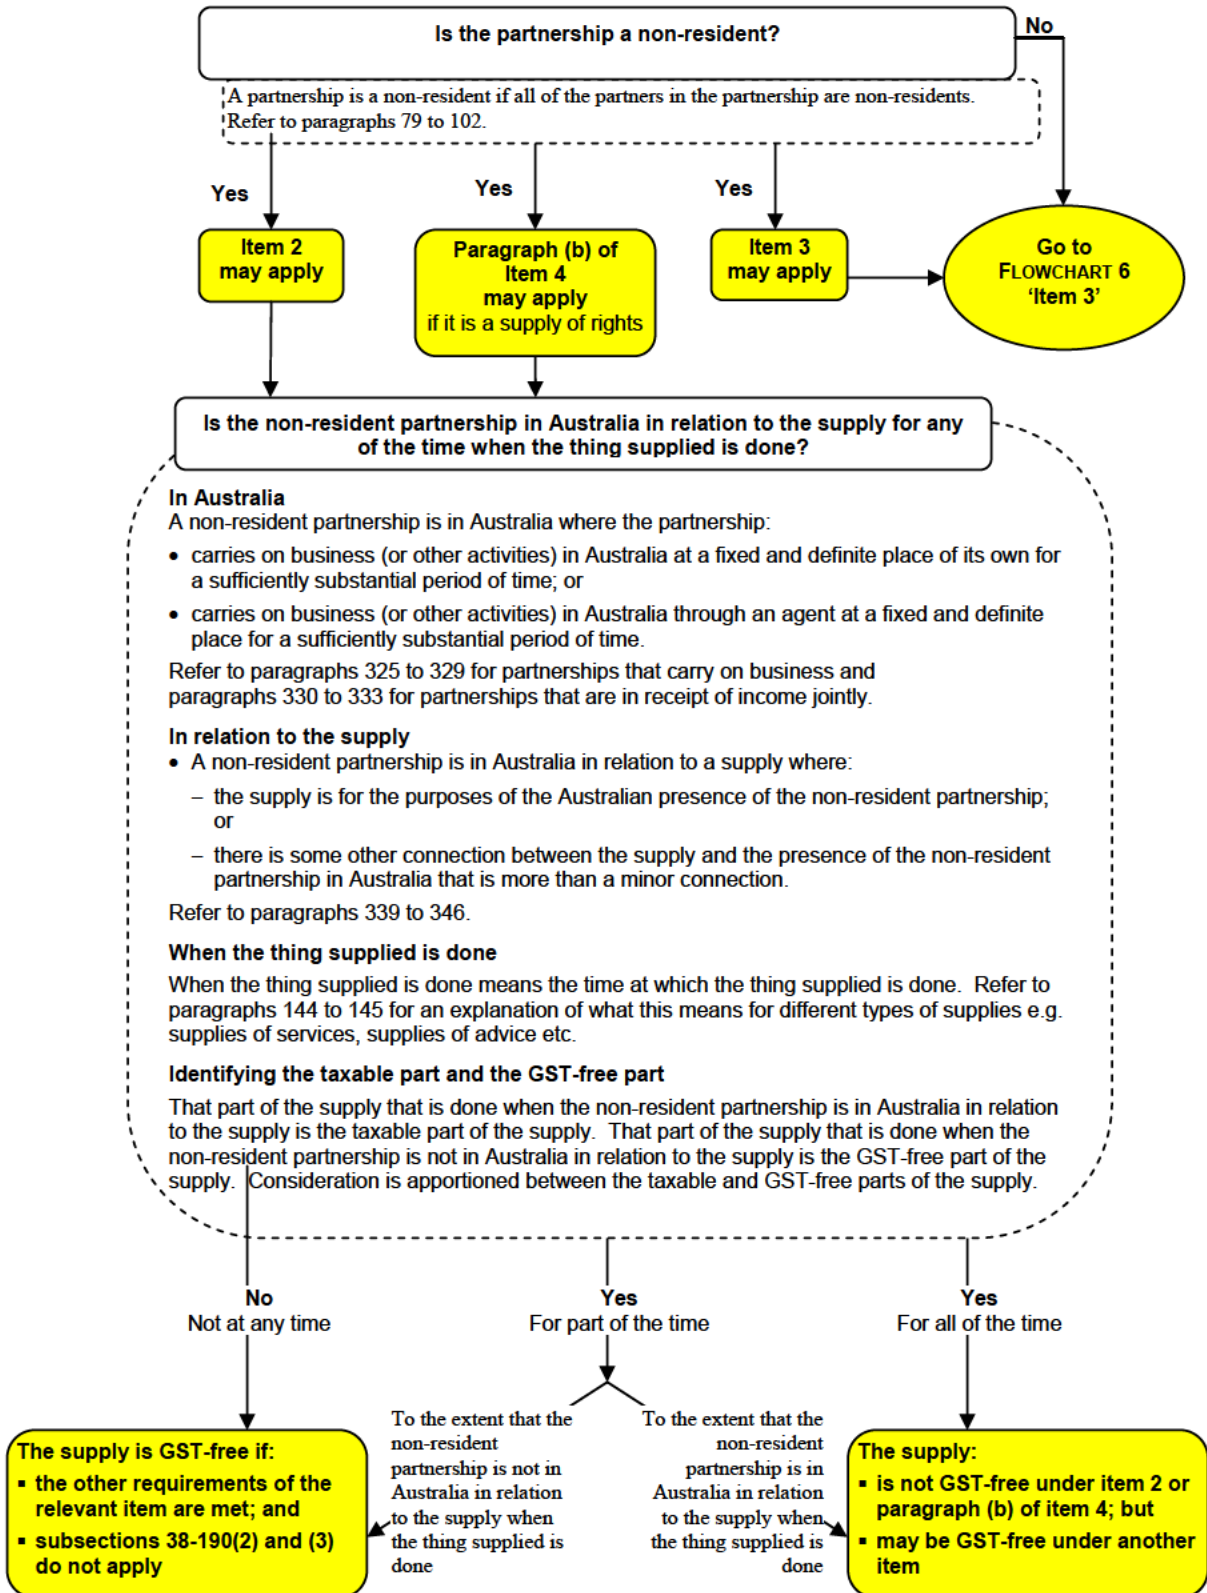 Is the partnership a non-resident?
No
A partnership is a non-resident if all of the partners in the partnership are non-residents.
Refer to paragraphs 79 to 102.
Yes
Yes
Yes
Item 2
may apply
Paragraph (b) of
Item 4
may apply
if it is a supply of rights
Item 3
may apply
Go to
FLOWCHART 6
‘Item 3’
Is the non-resident partnership in Australia in relation to the supply for any
of the time when the thing supplied is done?
In Australia
A non-resident partnership is in Australia where the partnership:
• carries on business (or other activities) in Australia at a fixed and definite place of its own for
a sufficiently substantial period of time; or
• carries on business (or other activities) in Australia through an agent at a fixed and definite
place for a sufficiently substantial period of time.
Refer to paragraphs 325 to 329 for partnerships that carry on business and
paragraphs 330 to 333 for partnerships that are in receipt of income jointly.
In relation to the supply
• A non-resident partnership is in Australia in relation to a supply where:
– the supply is for the purposes of the Australian presence of the non-resident partnership;
or
– there is some other connection between the supply and the presence of the non-resident
partnership in Australia that is more than a minor connection.
Refer to paragraphs 339 to 346.
When the thing supplied is done
When the thing supplied is done means the time at which the thing supplied is done. Refer to
paragraphs 144 to 145 for an explanation of what this means for different types of supplies e.g.
supplies of services, supplies of advice etc.
Identifying the taxable part and the GST-free part
That part of the supply that is done when the non-resident partnership is in Australia in relation
to the supply is the taxable part of the supply. That part of the supply that is done when the
non-resident partnership is not in Australia in relation to the supply is the GST-free part of the
supply. Consideration is apportioned between the taxable and GST-free parts of the supply.
No
Not at any time
Yes
For part of the time
Yes
For all of the time
The supply is GST-free if:
▪ the other requirements of the
relevant item are met; and
▪ subsections 38-190(2) and (3)
do not apply
To the extent that the
non-resident
partnership is not in
Australia in relation
to the supply when
the thing supplied is
done
To the extent that the
non-resident
partnership is in
Australia in relation
to the supply when
the thing supplied is
done
The supply:
▪ is not GST-free under item 2 or
paragraph (b) of item 4; but
▪ may be GST-free under another
item